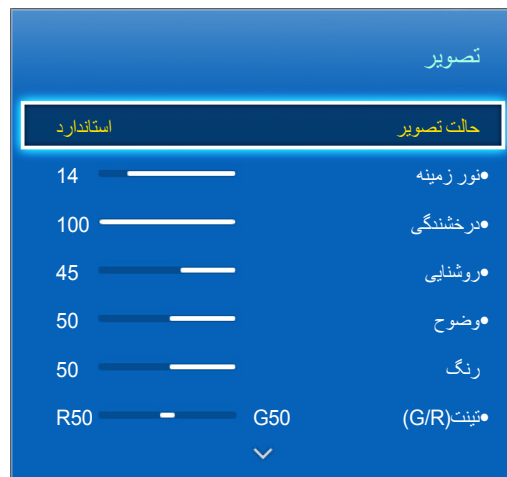 تصویر
حالت تصویر استاندارد
•نور زمینه 14
•درخشندگی 100
•روشنایی 45
•وضوح 50
رنگ 50
•تینت(G/R) G50 R50